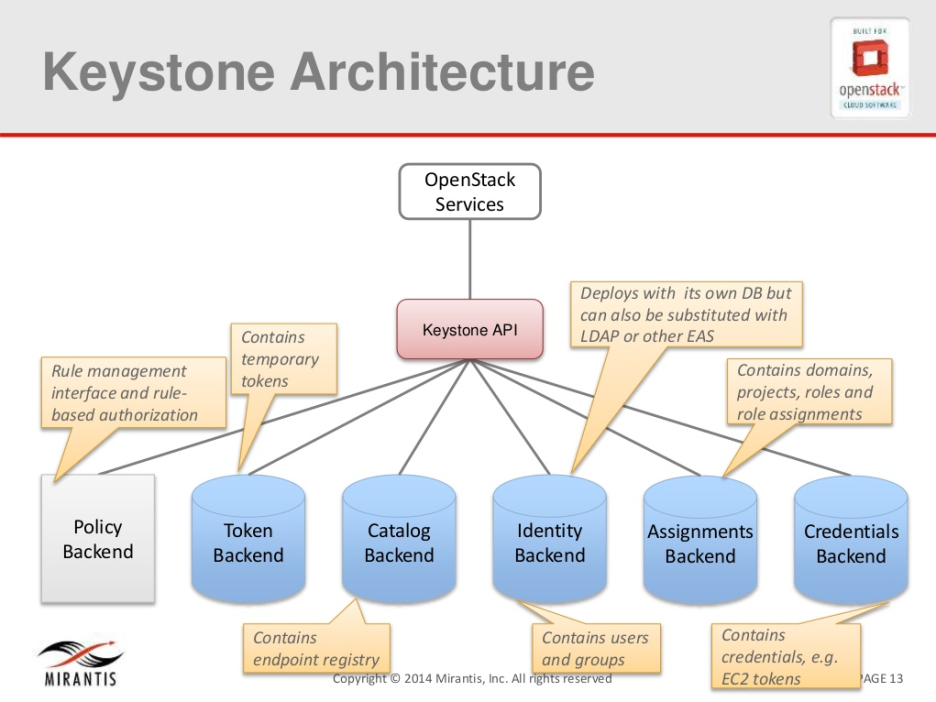 Keystone Architecture
BUILT FOR
openstack™
CLOUD SOFTWARE
OpenStack
Services
Keystone API
Deploys with its own DB but
can also be substituted with
LDAP or other EAS
Contains
temporary
tokens
Rule management
interface and rule-
based authorization
Contains domains,
projects, roles and
role assignments
Policy
Backend
Token
Backend
Catalog
Backend
Identity
Backend
Assignments
Backend
Credentials
Backend
Contains
endpoint registry
Contains users
and groups
Contains
credentials, e.g.
EC2 tokens
MIRANTIS
Copyright © 2014 Mirantis, Inc. All rights reserved
PAGE 13